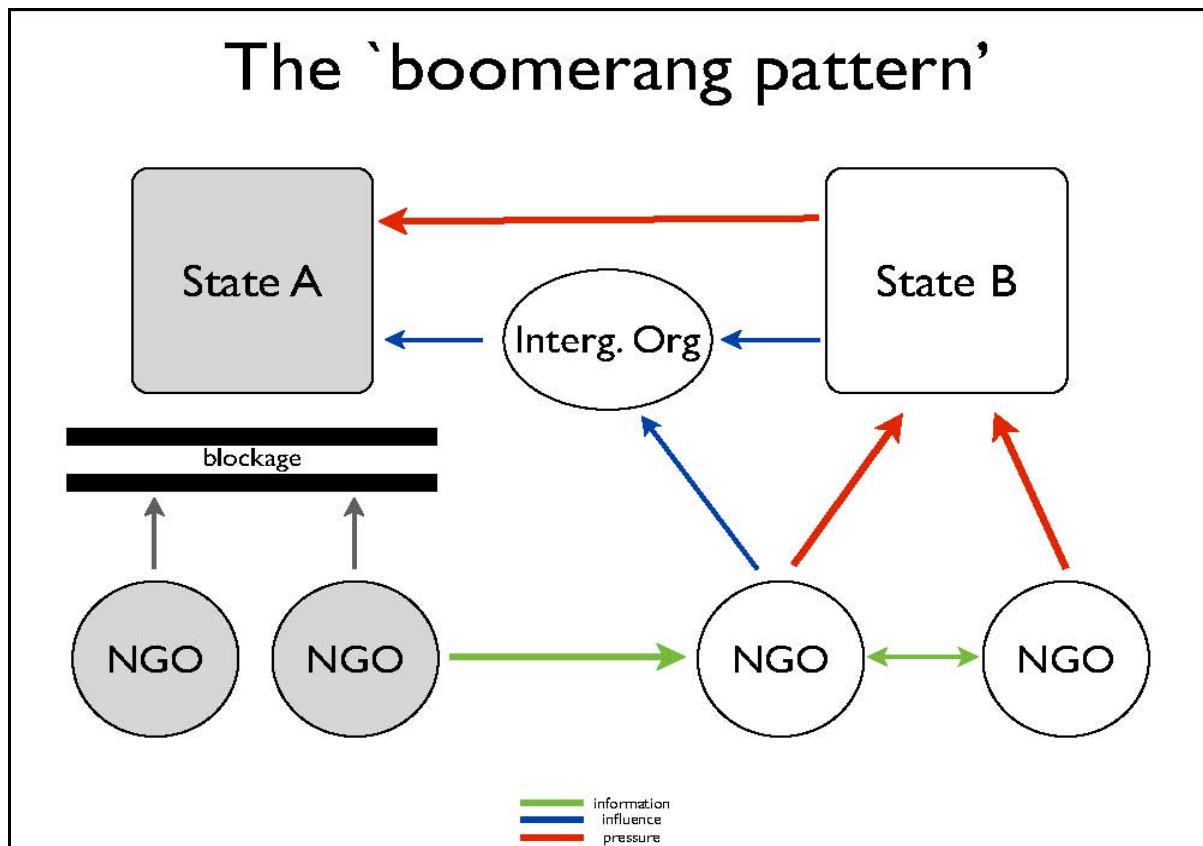 The `boomerang pattern’
State A
Interg. Org
State B
blockage
NGO
NGO
NGO
NGO
information
influence
pressure